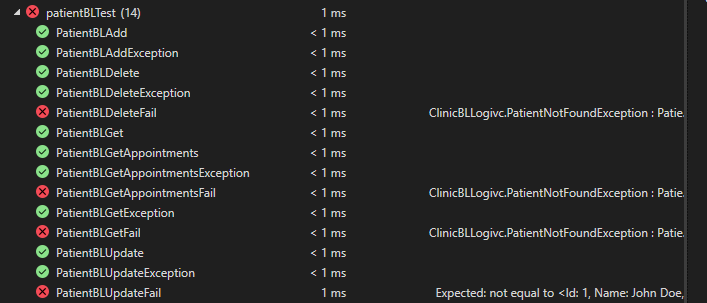 patientBLTest (14) 1 ms
PatientBLAdd < 1 ms
PatientBLAddException < 1 ms
PatientBLDelete < 1 ms
PatientBLDeleteException < 1 ms
PatientBLDeleteFail < 1 ms ClinicBLLogivc.PatientNotFoundException : Patie
PatientBLGet < 1 ms
PatientBLGetAppointments < 1 ms
PatientBLGetAppointmentsException < 1 ms
PatientBLGetAppointmentsFail < 1 ms ClinicBLLogivc.PatientNotFoundException : Patie
PatientBLGetException < 1 ms
PatientBLGetFail < 1 ms ClinicBLLogivc.PatientNotFoundException : Patie
PatientBLUpdate < 1 ms
PatientBLUpdateException < 1 ms
PatientBLUpdateFail 1 ms Expected: not equal to <Id: 1, Name: John Doe,